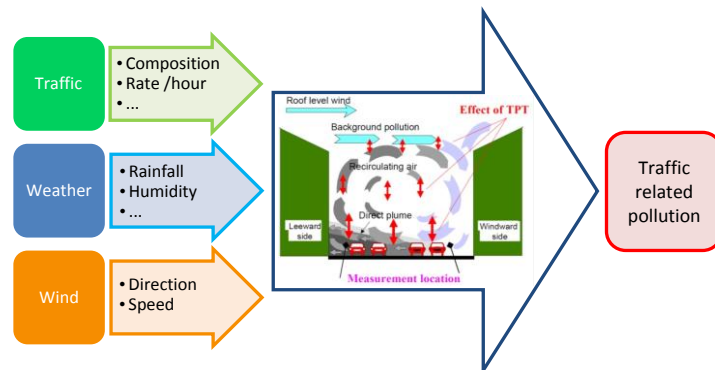 Traffic
• Composition
• Rate /hour
• ...
Weather
• Rainfall
• Humidity
• ...
Wind
• Direction
• Speed
Roof level wind
Effect of TPT
Background pollution
Recirculating air
Direct plume
Leeward
side
Windward
side
Measurement location
Traffic
related
pollution